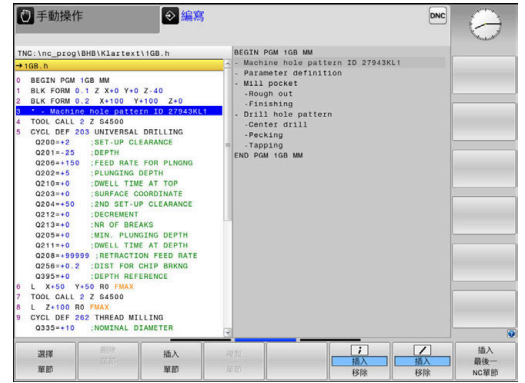 手動操作
編寫
DNC
TNC:\nc_prog\BHB\Klartext\1GB.h
→1GB.h
0 BEGIN PGM 1GB MM
1 BLK FORM 0.1 Z X+0 Y+0 Z-40
2 BLK FORM 0.2 X+100 Y+100 Z+0
3 * - Machine hole pattern ID 27943KL1
4 TOOL CALL 2 Z S4500
5 CYCL DEF 203 UNIVERSAL DRILLING
Q200=+2 ;SET-UP CLEARANCE
Q201=-25 ;DEPTH
Q206=+150 ;FEED RATE FOR PLNGNG
Q202=+5 ;PLUNGING DEPTH
Q210=+0 ;DWELL TIME AT TOP
Q203=+0 ;SURFACE COORDINATE
Q204=+50 ;2ND SET-UP CLEARANCE
Q212=+0 ;DECREMENT
Q213=+0 ;NR OF BREAKS
Q205=+0 ;MIN. PLUNGING DEPTH
Q211=+0 ;DWELL TIME AT DEPTH
Q208=+99999 ;RETRACTION FEED RATE
Q256=+0.2 ;DIST FOR CHIP BRKNG
Q395=+0 ;DEPTH REFERENCE
6 L X+50 Y+50 R0 FMAX
7 TOOL CALL 2 Z S4500
8 L Z+100 R0 FMAX
9 CYCL DEF 262 THREAD MILLING
Q335=+10 ;NOMINAL DIAMETER
BEGIN PGM 1GB MM
- Machine hole pattern ID 27943KL1
- Parameter definition
- Mill pocket
-Rough out
-Finishing
- Drill hole pattern
-Center drill
-Pecking
-Tapping
END PGM 1GB MM
選擇
單節
刪除
單節
插入
單節
複製
單節
插入
移除
插入
移除
插入
最後一
NC單節